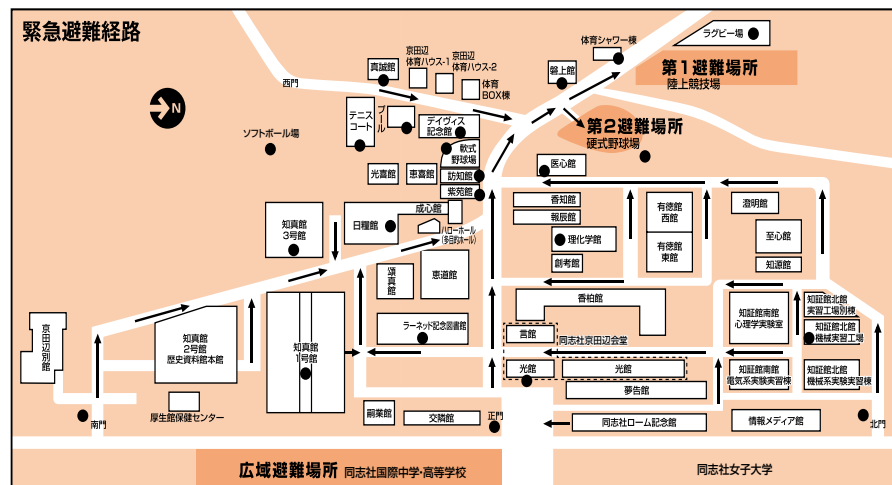 緊急避難経路
N
ラグビー場
体育シャワー棟
第1避難場所
陸上競技場
磐上館
京田辺
体育ハウス-1
京田辺
体育ハウス-2
真誠館
体育
BOX棟
西門
テニス
コート
プール
デイヴィス
記念館
第2避難場所
硬式野球場
ソフトボール場
軟式
野球場
医心館
光喜館
恵喜館
訪知館
紫苑館
香知館
報辰館
有徳館
西館
澄明館
成心館
知真館
3号館
日糧館
ハローホール
(多目的ホール)
理化学館
有徳館
東館
至心館
創考館
知源館
頌真館
恵道館
香柏館
知証館南館
心理学実験室
知証館北館
実習工場別棟
知証館北館
機械実習工場
京田辺別館
知真館
2号館
歴史資料館本館
知真館
1号館
ラーネッド記念図書館
言館
同志社京田辺会堂
光館
光館
知証館南館
電気系実験実習棟
知証館北館
機械系実験実習棟
夢告館
厚生館保健センター
嗣業館
交隣館
正門
同志社ローム記念館
情報メディア館
南門
北門
広域避難場所 同志社国際中学・高等学校
同志社女子大学